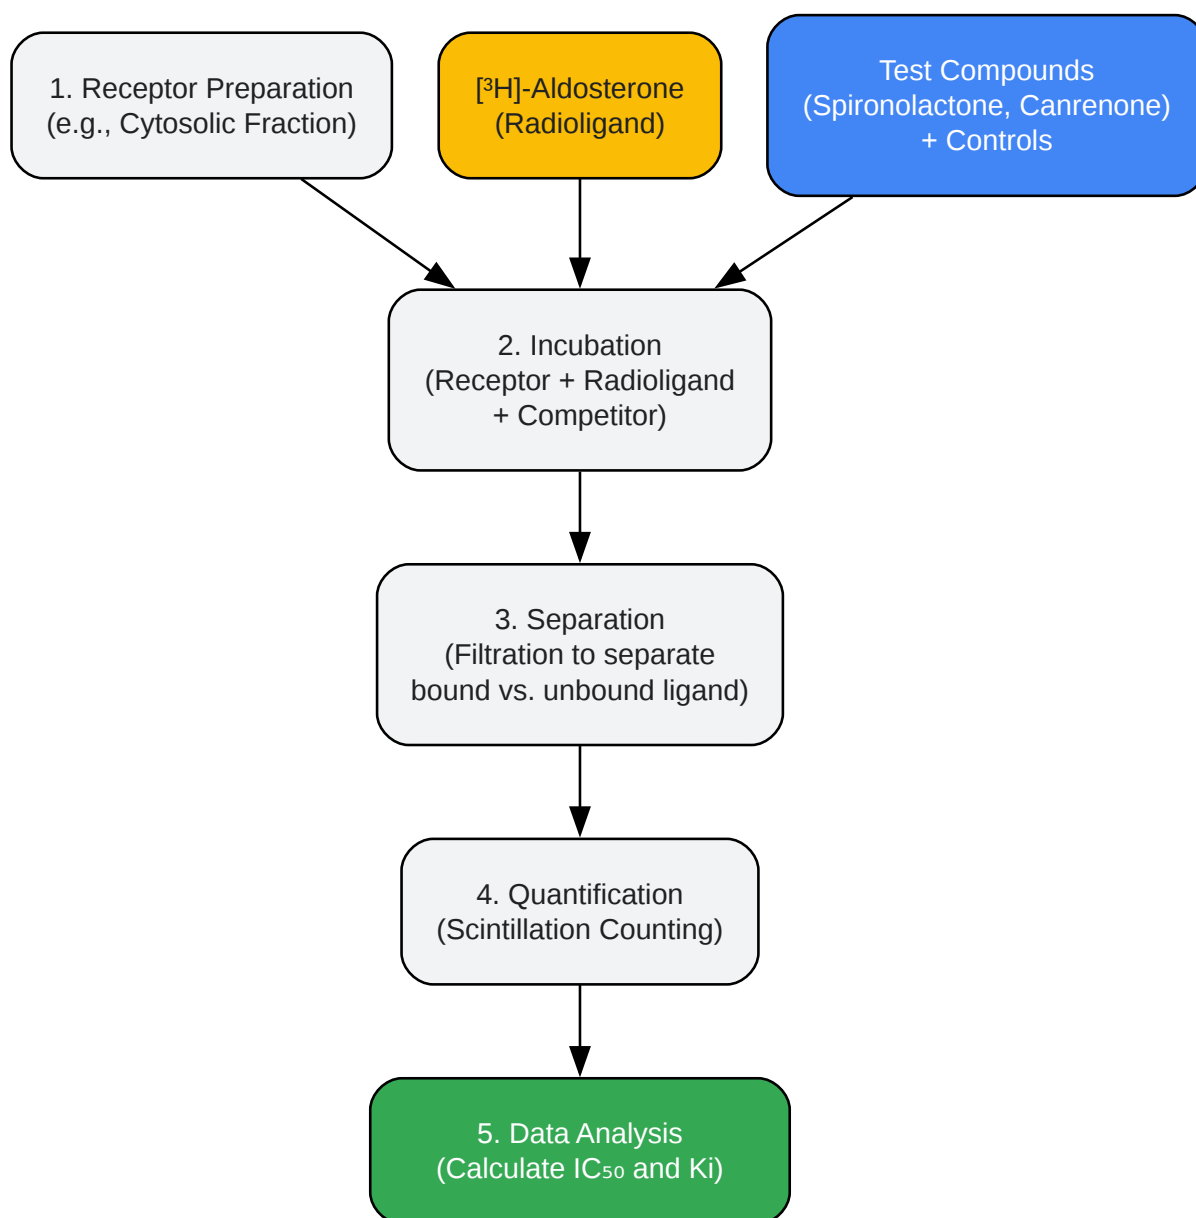 1. Receptor Preparation
(e.g., Cytosolic Fraction)
[³H]-Aldosterone
(Radioligand)
Test Compounds
(Spironolactone, Canrenone)
+ Controls
2. Incubation
(Receptor + Radioligand
+ Competitor)
3. Separation
(Filtration to separate
bound vs. unbound ligand)
4. Quantification
(Scintillation Counting)
5. Data Analysis
(Calculate IC₅₀ and Ki)